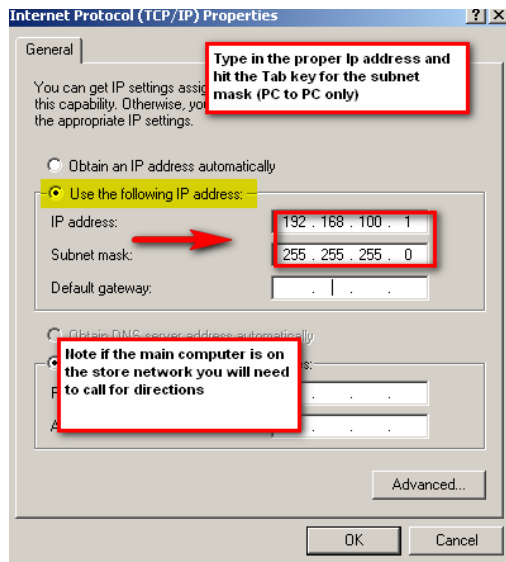 Internet Protocol (TCP/IP) Properties
General
Type in the proper Ip address and
hit the Tab key for the subnet
mask (PC to PC only)
You can get IP settings assig
this capability. Otherwise, you
the appropriate IP settings.
Obtain an IP address automatically
Use the following IP address:
IP address: 192 . 168 . 100 . 1
Subnet mask: 255 . 255 . 255 . 0
Default gateway: . . .
Obtain DNS server address automatically
Note if the main computer is on
the store network you will need
to call for directions
s:
P . . .
A . . .
Advanced...
OK Cancel